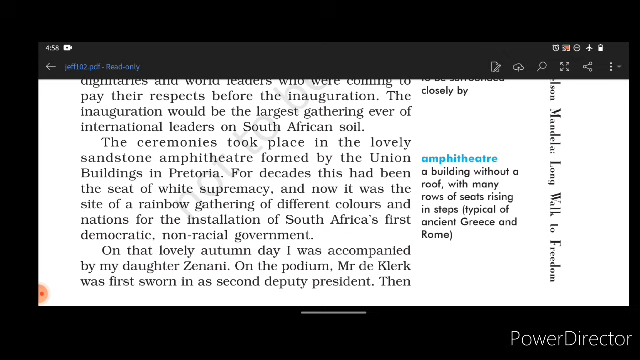 4:58
jeff102.pdf - Read-only
dignitaries and world leaders who were coming to
pay their respects before the inauguration. The
inauguration would be the largest gathering ever of
international leaders on South African soil.
The ceremonies took place in the lovely
sandstone amphitheatre formed by the Union
Buildings in Pretoria. For decades this had been
the seat of white supremacy, and now it was the
site of a rainbow gathering of different colours and
nations for the installation of South Africa's first
democratic, non-racial government.
On that lovely autumn day I was accompanied
by my daughter Zenani. On the podium, Mr de Klerk
was first sworn in as second deputy president. Then
to be surrounded
closely by
amphitheatre
a building without a
roof, with many
rows of seats rising
in steps (typical of
ancient Greece and
Rome)
elson Mandela: Long Walk to Freedom
not to be
PowerDirector